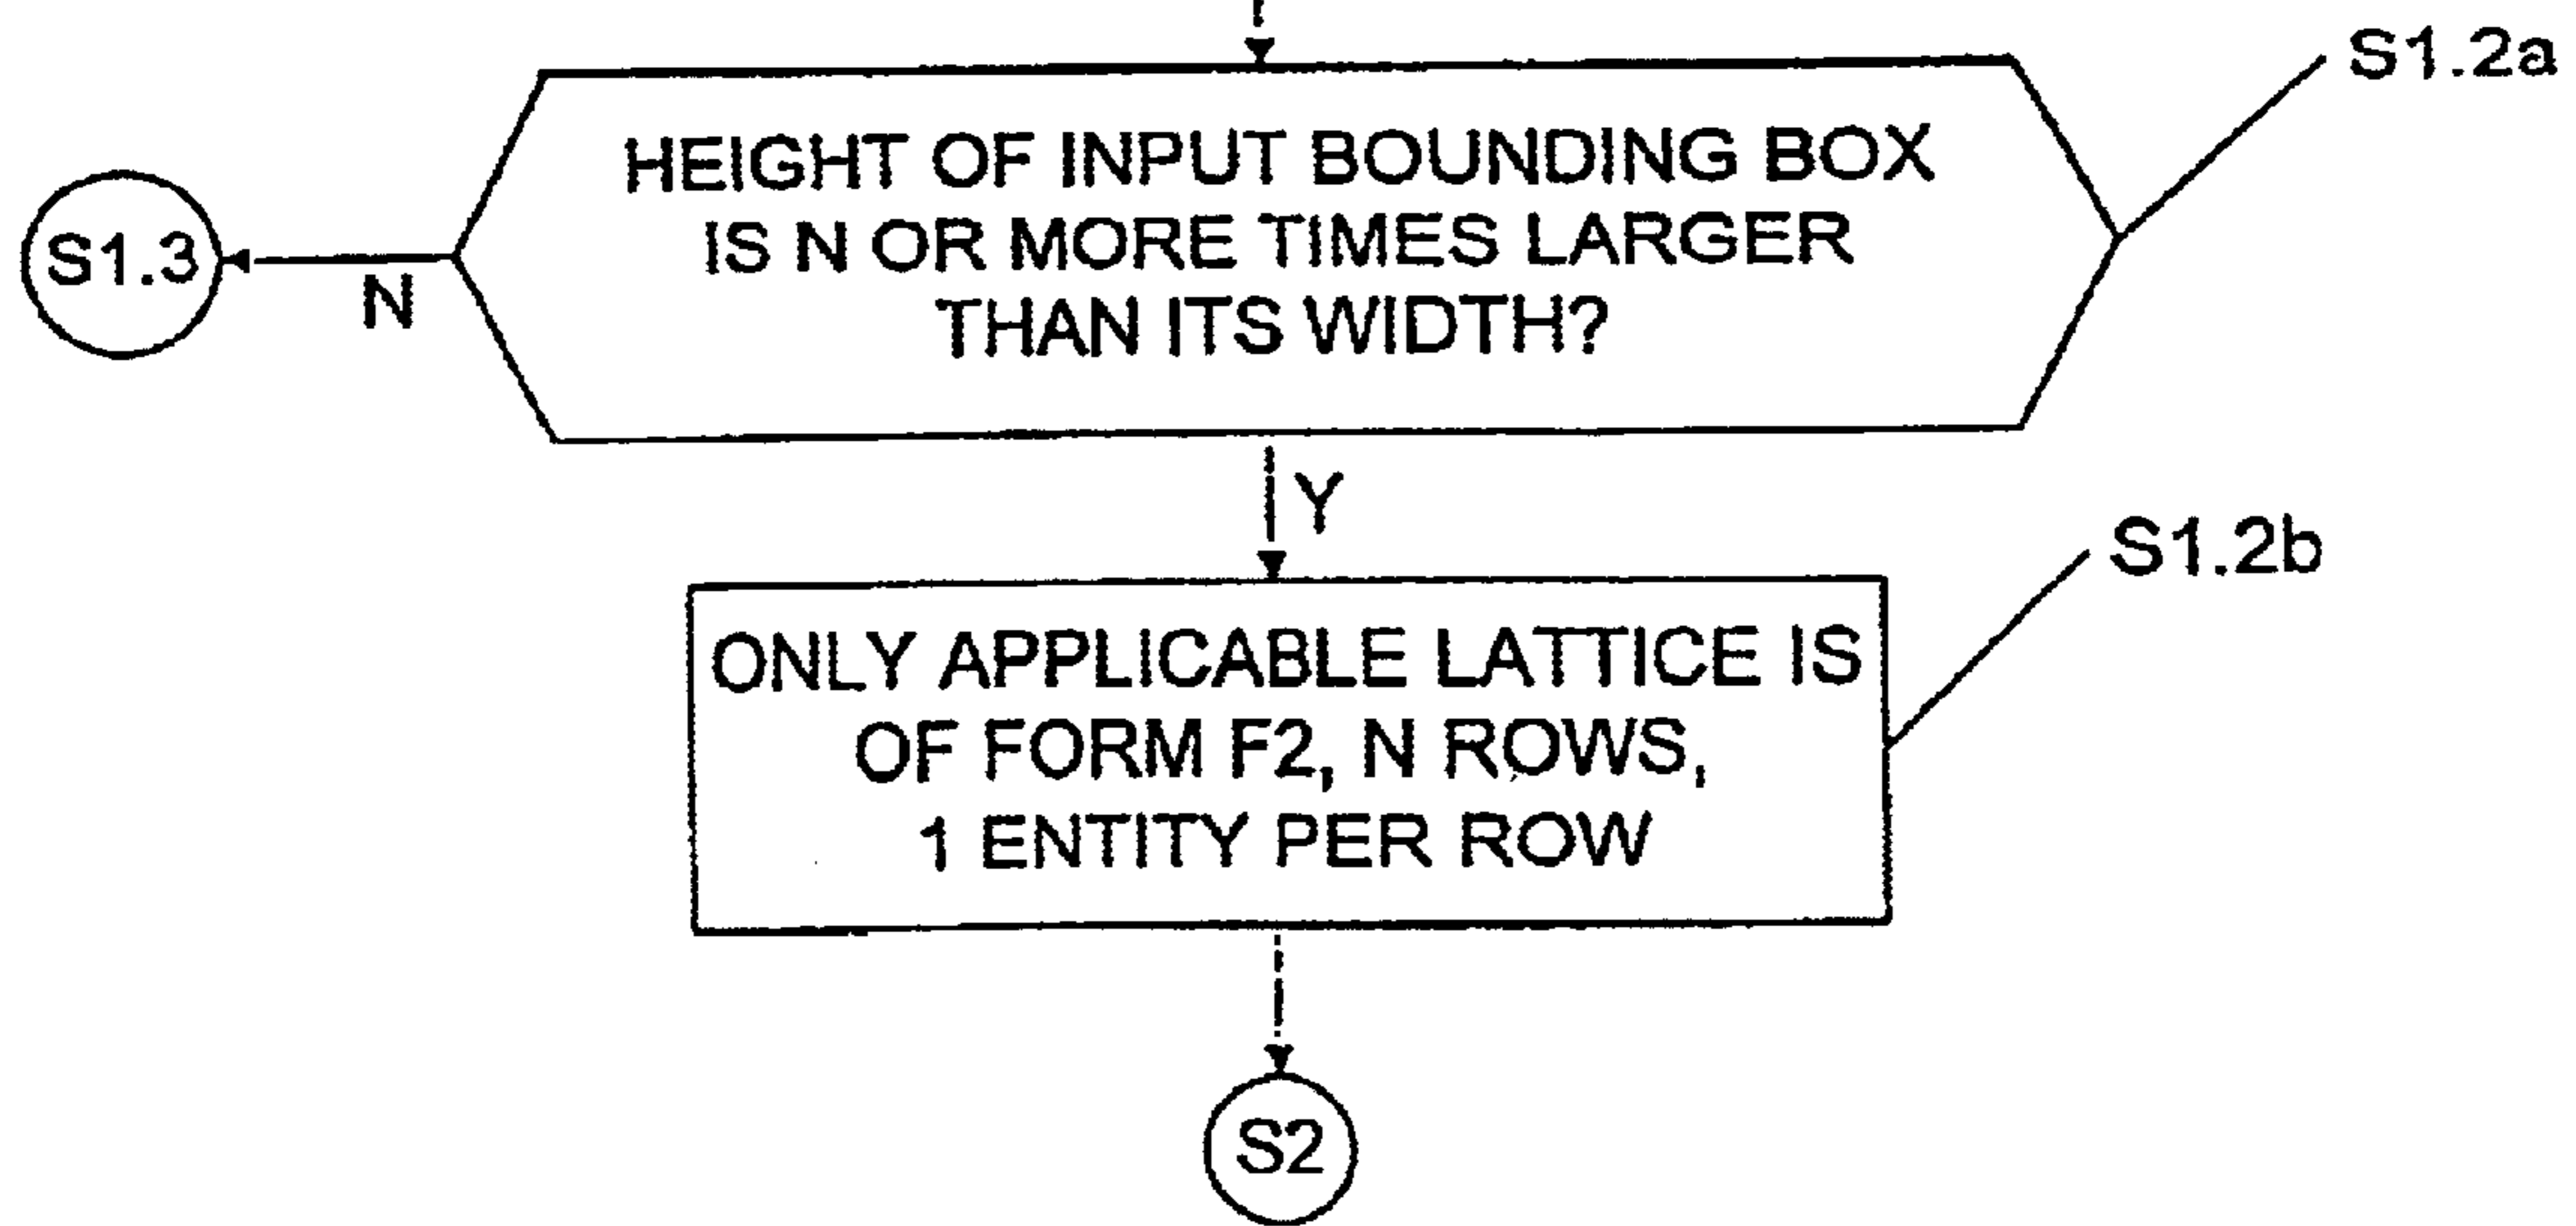 S1.2a
HEIGHT OF INPUT BOUNDING BOX
IS N OR MORE TIMES LARGER
THAN ITS WIDTH?
S1.3
N
Y
S1.2b
ONLY APPLICABLE LATTICE IS
OF FORM F2, N ROWS,
1 ENTITY PER ROW
S2